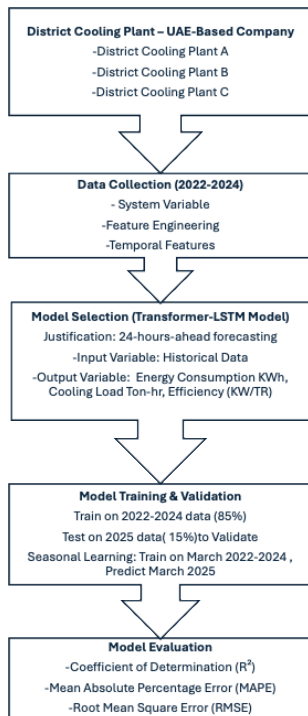 District Cooling Plant – UAE-Based Company
-District Cooling Plant A
-District Cooling Plant B
-District Cooling Plant C
Data Collection (2022-2024)
- System Variable
-Feature Engineering
-Temporal Features
Model Selection (Transformer-LSTM Model)
Justification: 24-hours-ahead forecasting
-Input Variable: Historical Data
-Output Variable: Energy Consumption KWh,
Cooling Load Ton-hr, Efficiency (KW/TR)
Model Training & Validation
Train on 2022-2024 data (85%)
Test on 2025 data( 15%)to Validate
Seasonal Learning: Train on March 2022-2024 ,
Predict March 2025
Model Evaluation
-Coefficient of Determination (R²)
-Mean Absolute Percentage Error (MAPE)
-Root Mean Square Error (RMSE)